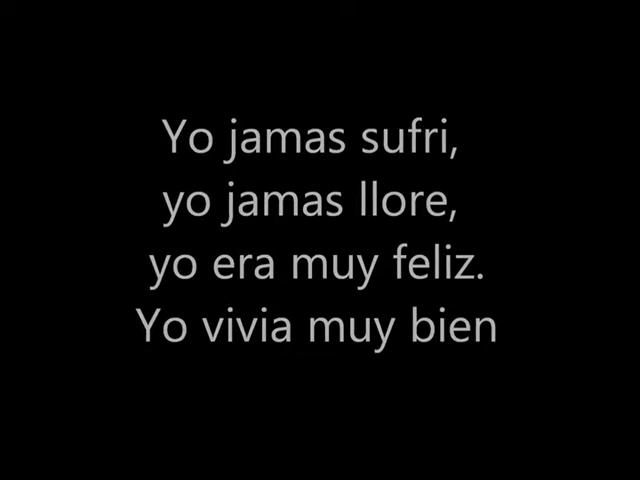 Yo jamas sufri,
yo jamas llore,
yo era muy feliz.
Yo vivia muy bien